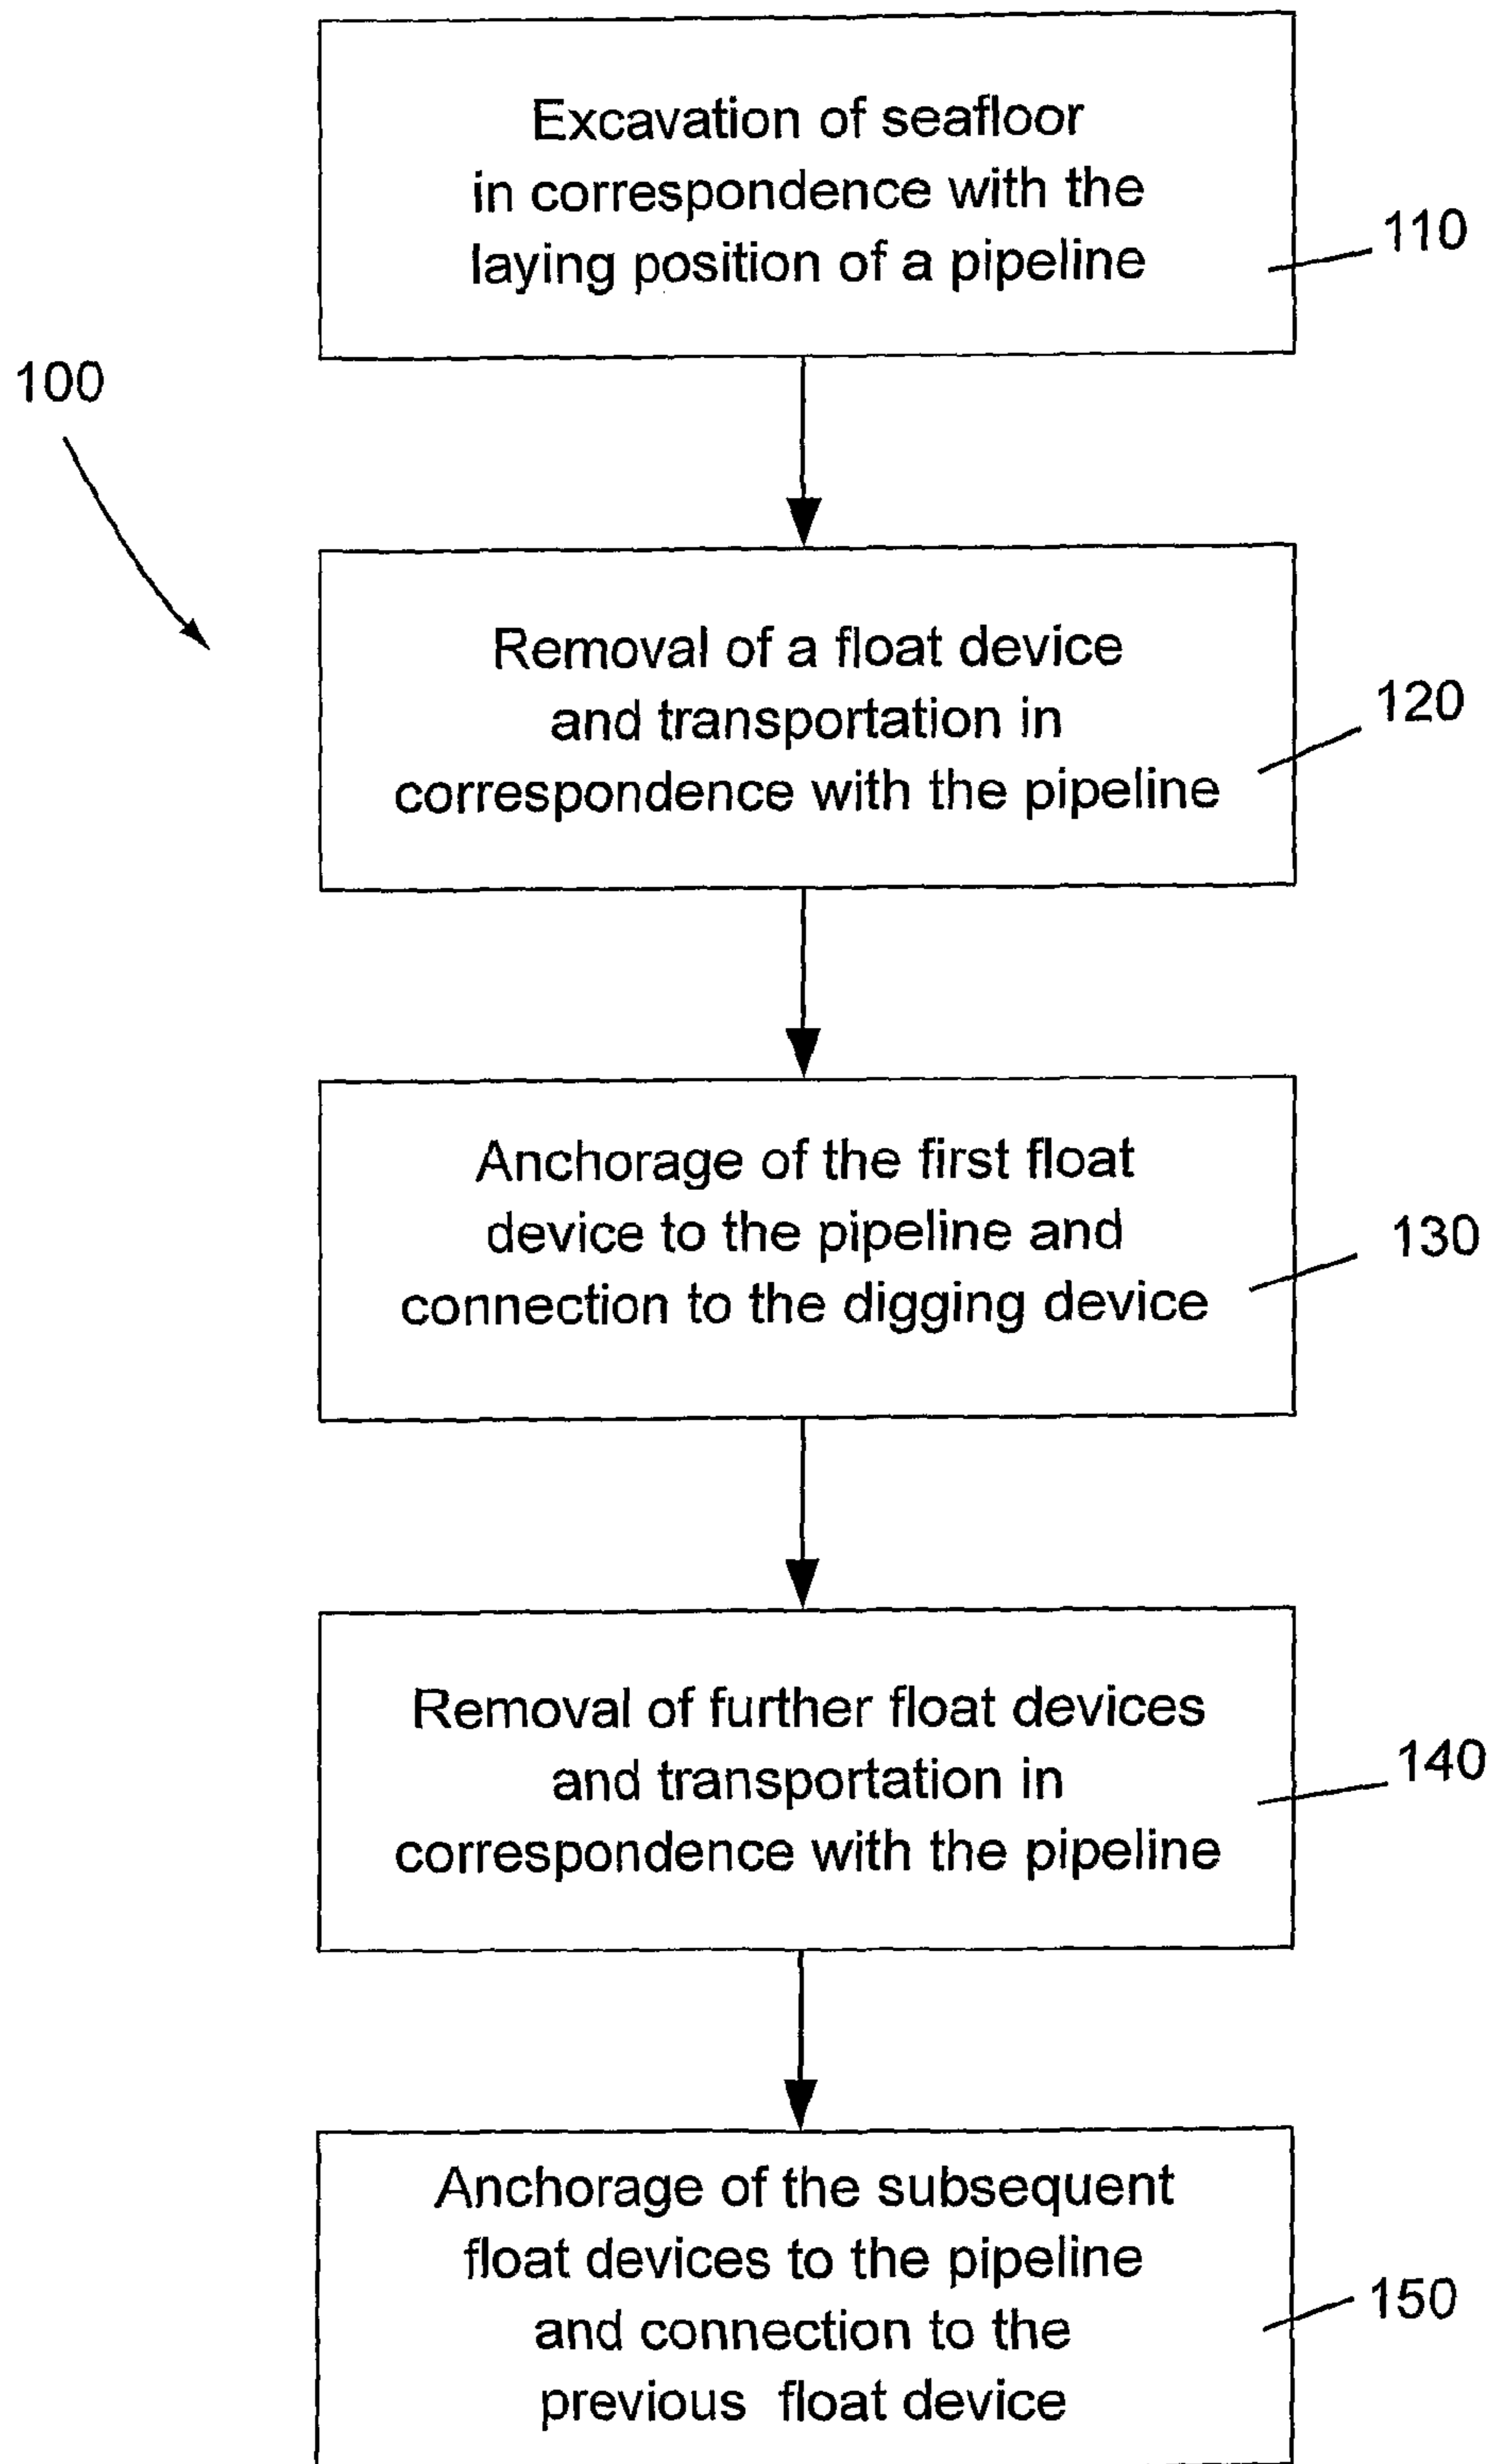 Excavation of seafloor
in correspondence with the
laying position of a pipeline
110
100
Removal of a float device
and transportation in
correspondence with the pipeline
120
Anchorage of the first float
device to the pipeline and
connection to the digging device
130
Removal of further float devices
and transportation in
correspondence with the pipeline
140
Anchorage of the subsequent
float devices to the pipeline
and connection to the
previous float device
150